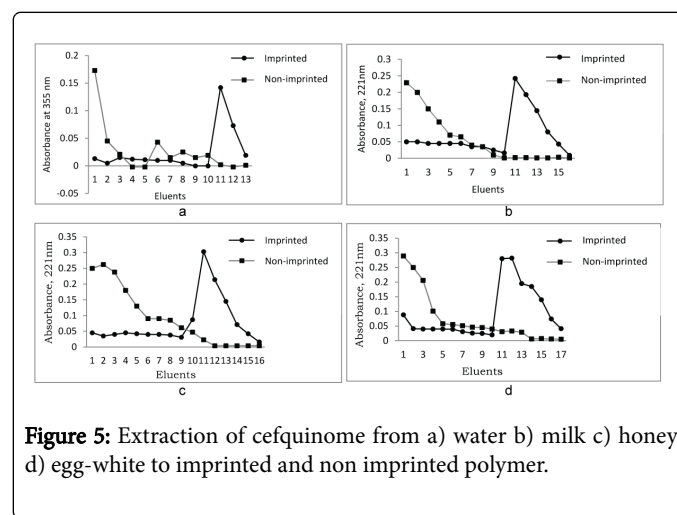 0.2
0.15
0.1
0.05
0
-0.05
Absorbance at 355 nm
1 2 3 4 5 6 7 8 9 10 11 12 13
Eluents
Imprinted
Non-imprinted
a
0.3
0.25
0.2
0.15
0.1
0.05
0
Absorbance, 221nm
1 3 5 7 9 11 13 15
Eluents
Imprinted
Non-imprinted
b
0.35
0.3
0.25
0.2
0.15
0.1
0.05
0
Absorbance, 221nm
1 2 3 4 5 6 7 8 9 10 11 12 13 14 15 16
Eluents
Imprinted
Non-imprinted
c
0.35
0.3
0.25
0.2
0.15
0.1
0.05
0
Absorbance, 221nm
1 3 5 7 9 11 13 15 17
Eluents
Imprinted
Non-imprinted
d
Figure 5: Extraction of cefquinome from a) water b) milk c) honey
d) egg-white to imprinted and non imprinted polymer.